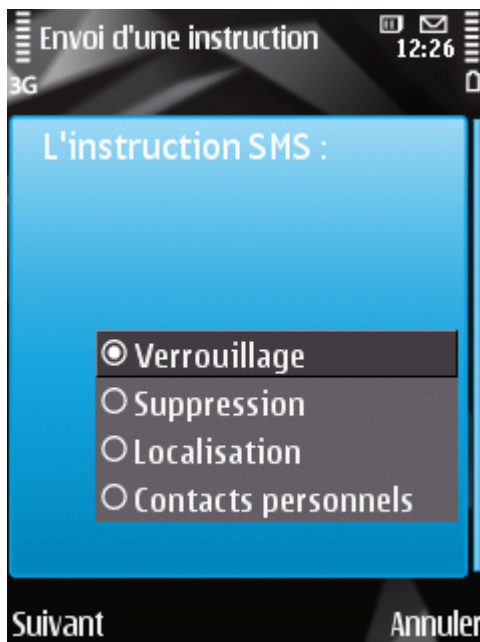 Envoi d'une instruction
12:26
3G
L'instruction SMS :
Verrouillage
Suppression
Localisation
Contacts personnels
Suivant
Annuler